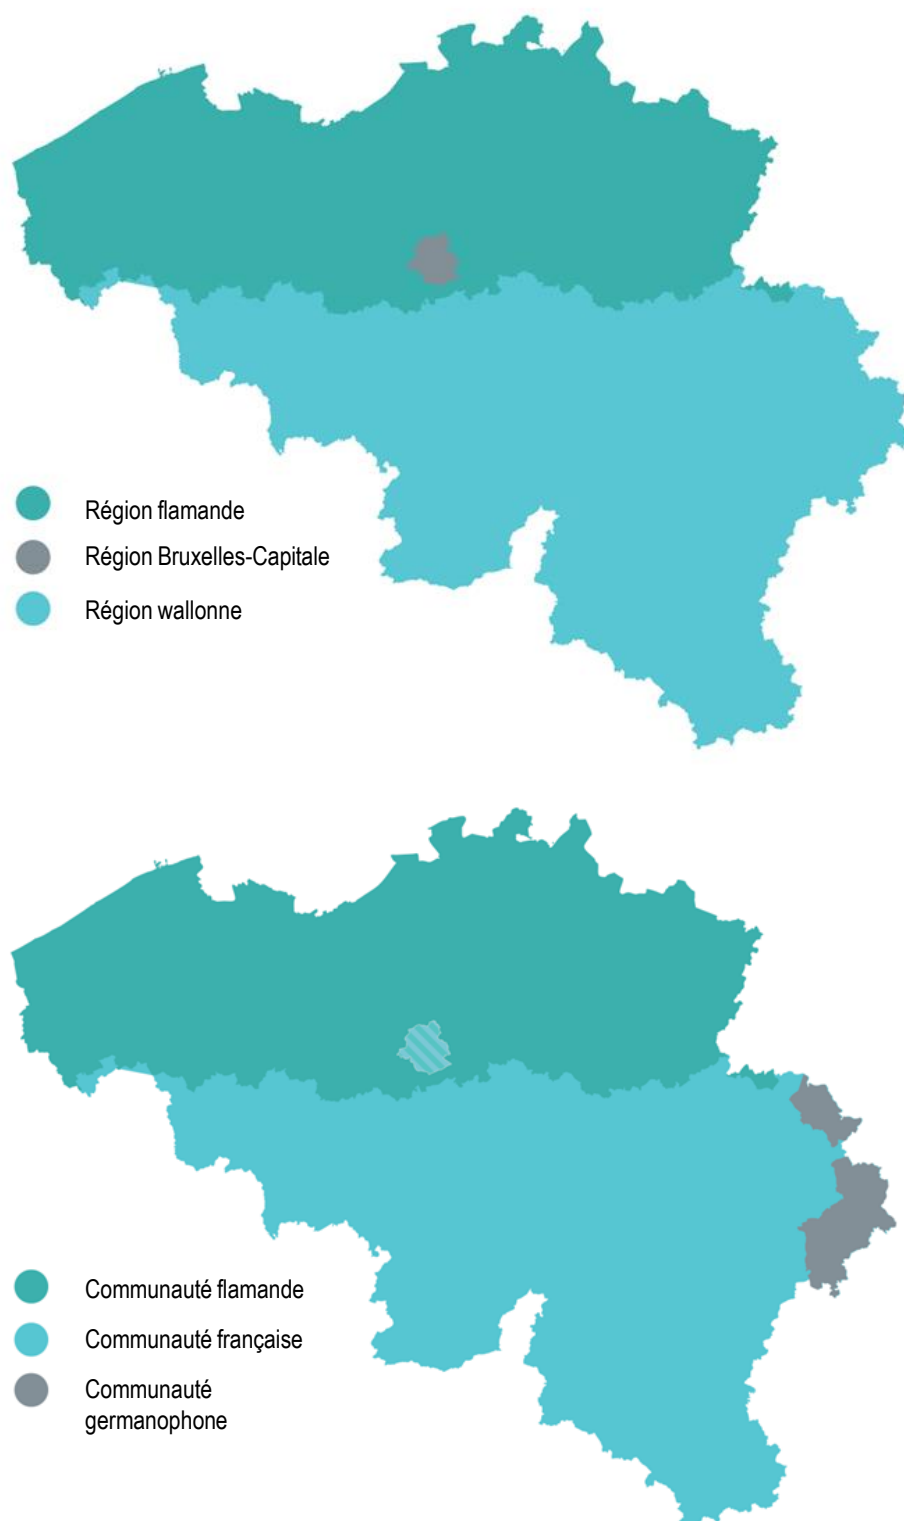 Région flamande
Région Bruxelles-Capitale
Région wallonne
Communauté flamande
Communauté française
Communauté
germanophone